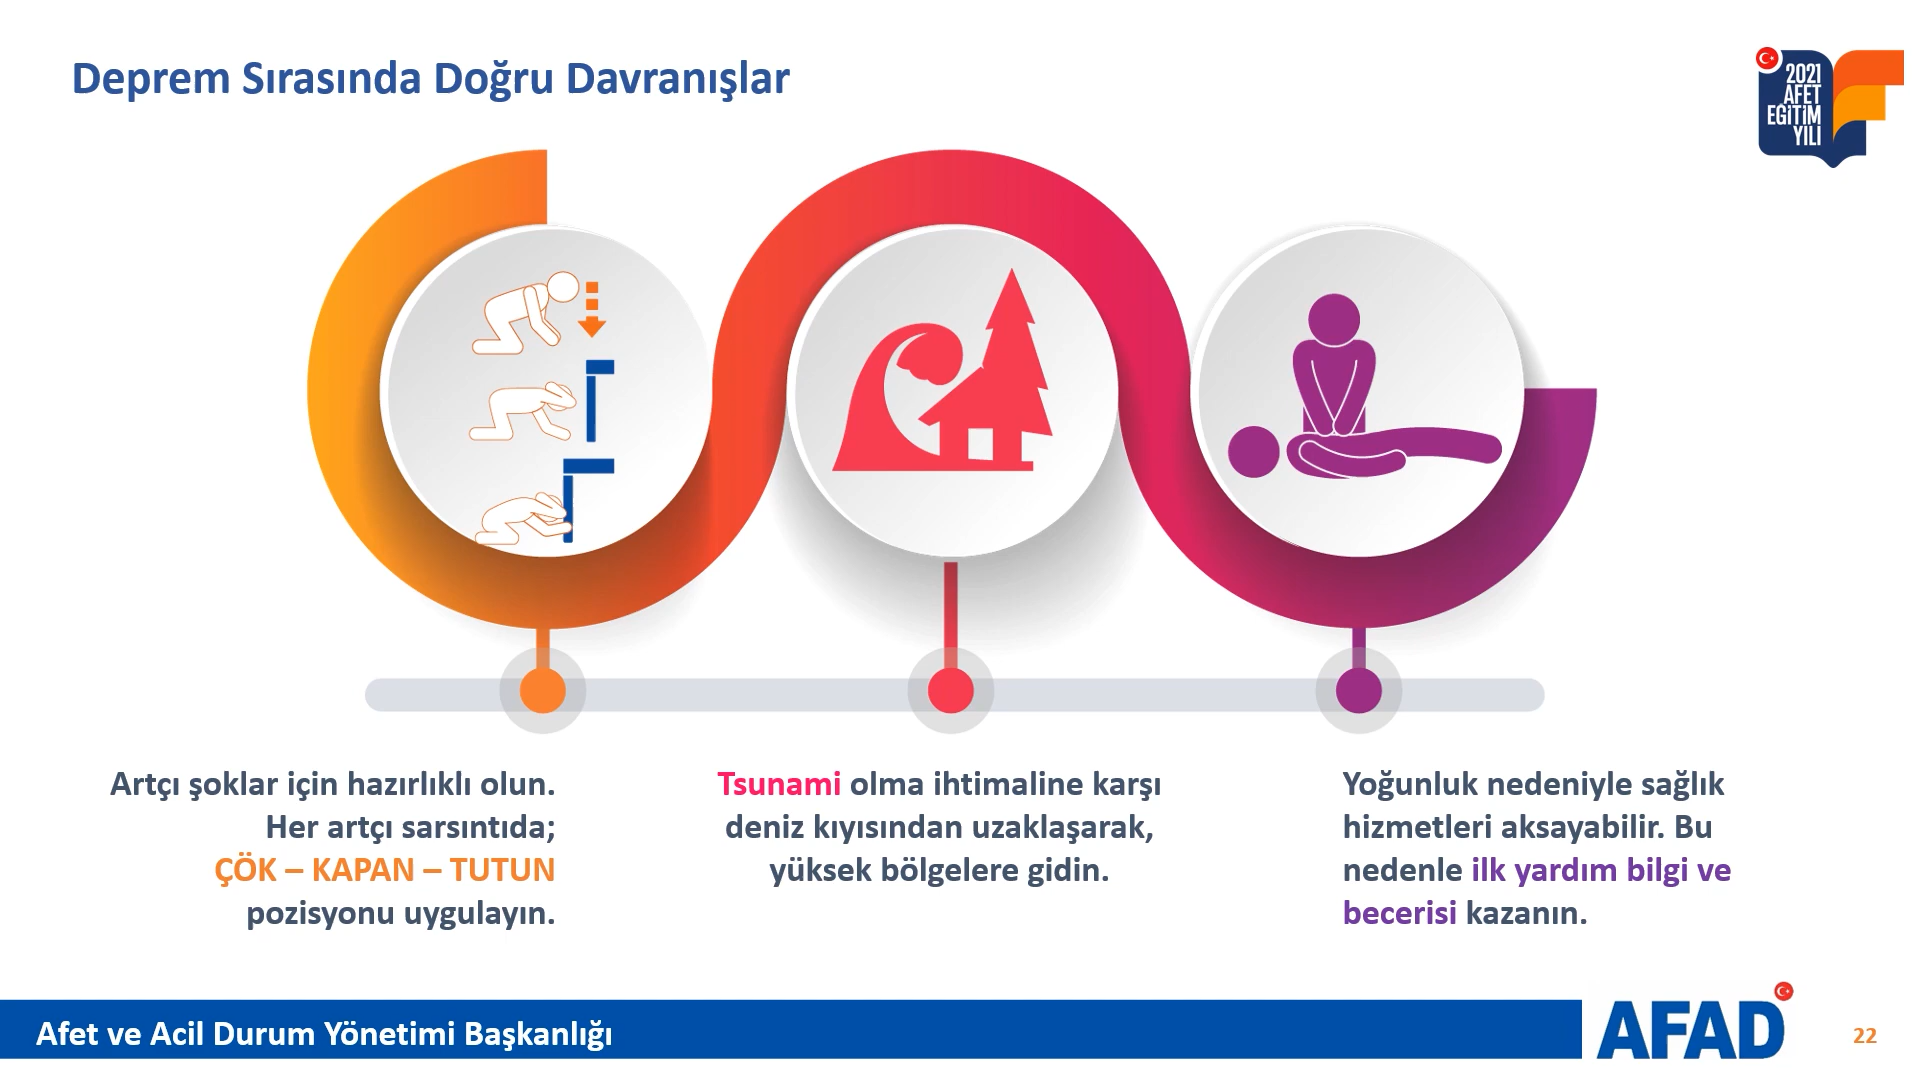 Deprem Sırasında Doğru Davranışlar
2021
AFET
EĞİTİM
YILI
Artçı şoklar için hazırlıklı olun.
Her artçı sarsıntıda;
ÇÖK – KAPAN – TUTUN
pozisyonu uygulayın.
Tsunami olma ihtimaline karşı
deniz kıyısından uzaklaşarak,
yüksek bölgelere gidin.
Yoğunluk nedeniyle sağlık
hizmetleri aksayabilir. Bu
nedenle ilk yardım bilgi ve
becerisi kazanın.
Afet ve Acil Durum Yönetimi Başkanlığı
AFAD
22